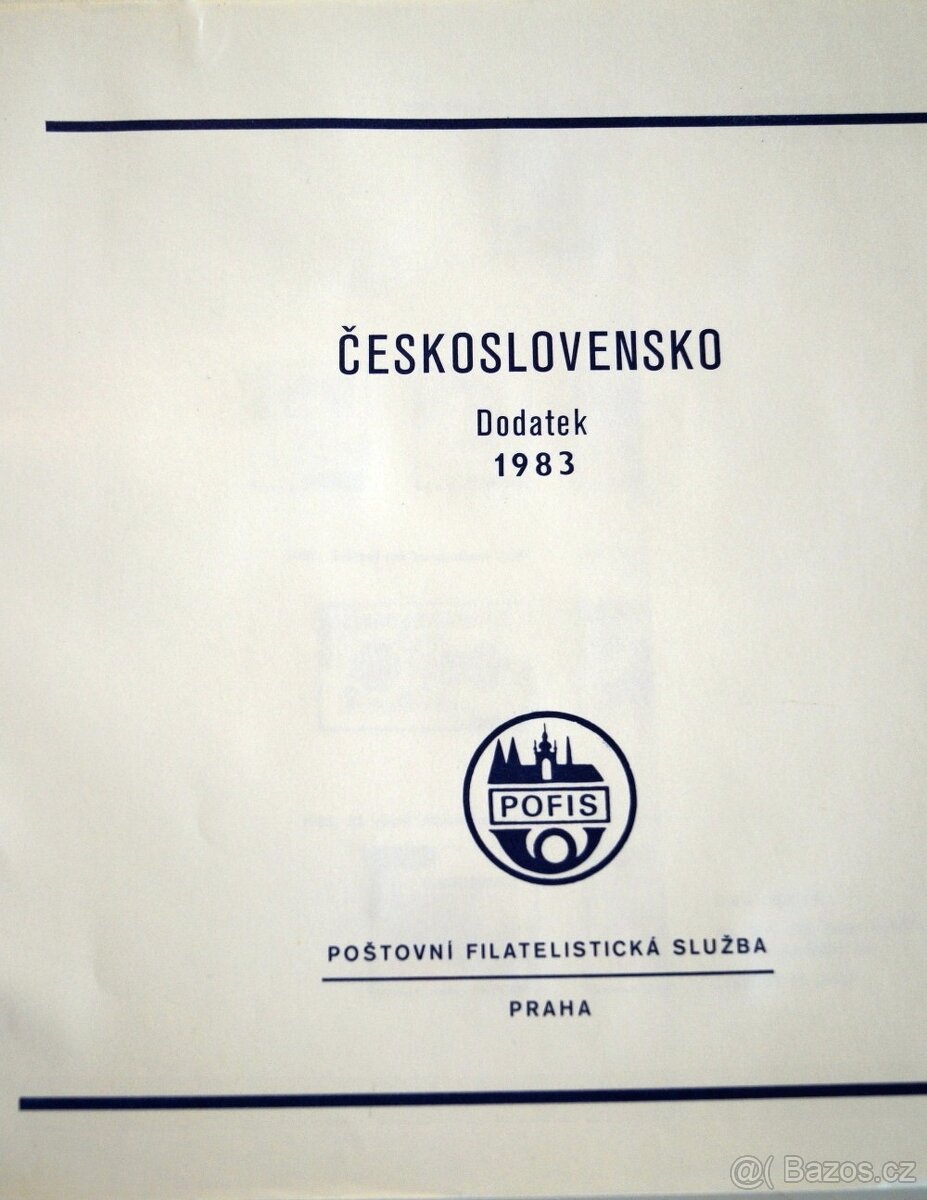 ČESKOSLOVENSKO
Dodatek
1983
POFIS
POŠTOVNÍ FILATELISTICKÁ SLUŽBA
PRAHA
@( Bazos.cz